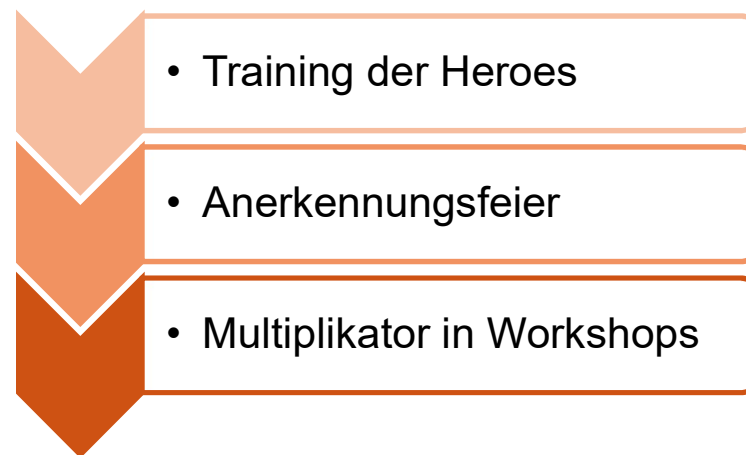 • Training der Heroes
• Anerkennungsfeier
• Multiplikator in Workshops